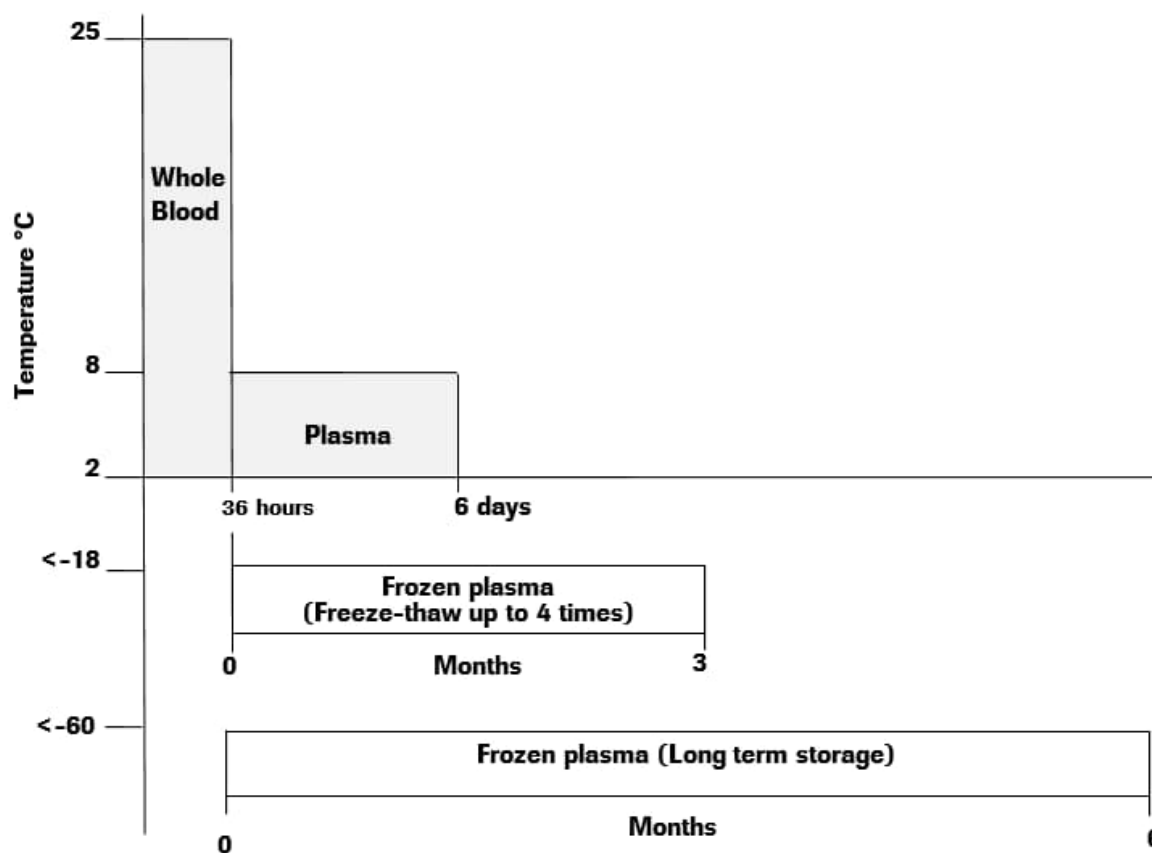 25
Whole
Blood
Temperature °C
8
Plasma
2
36 hours
6 days
<-18
Frozen plasma
(Freeze-thaw up to 4 times)
0
Months
3
<-60
Frozen plasma (Long term storage)
0
Months